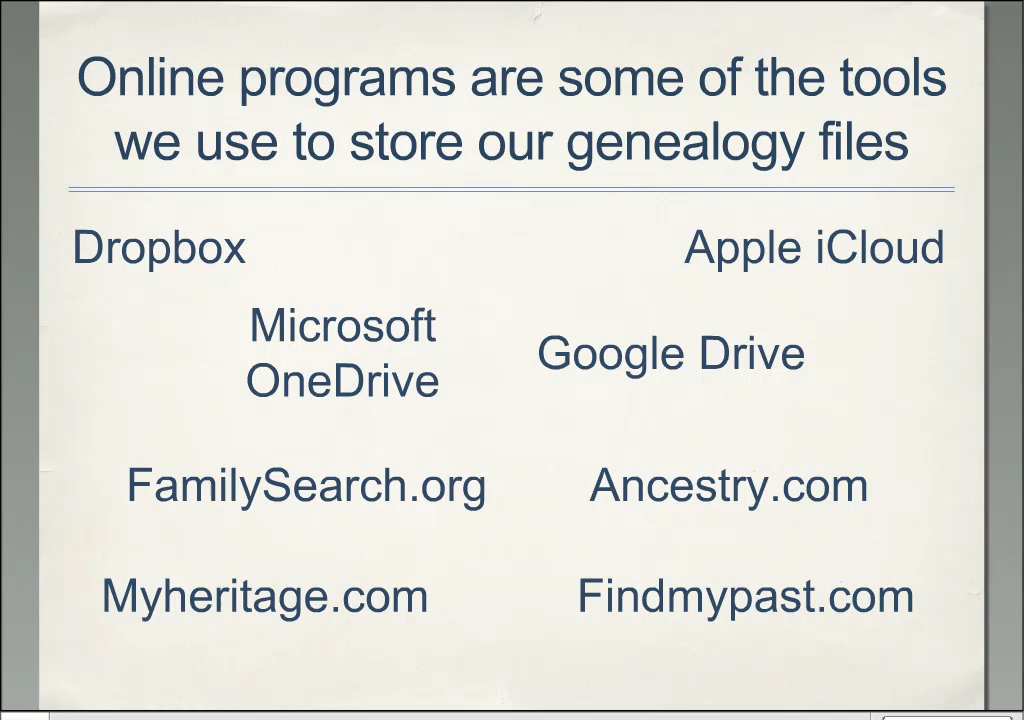 Online programs are some of the tools
we use to store our genealogy files
Dropbox
Apple iCloud
Microsoft
OneDrive
Google Drive
FamilySearch.org
Ancestry.com
Myheritage.com
Findmypast.com